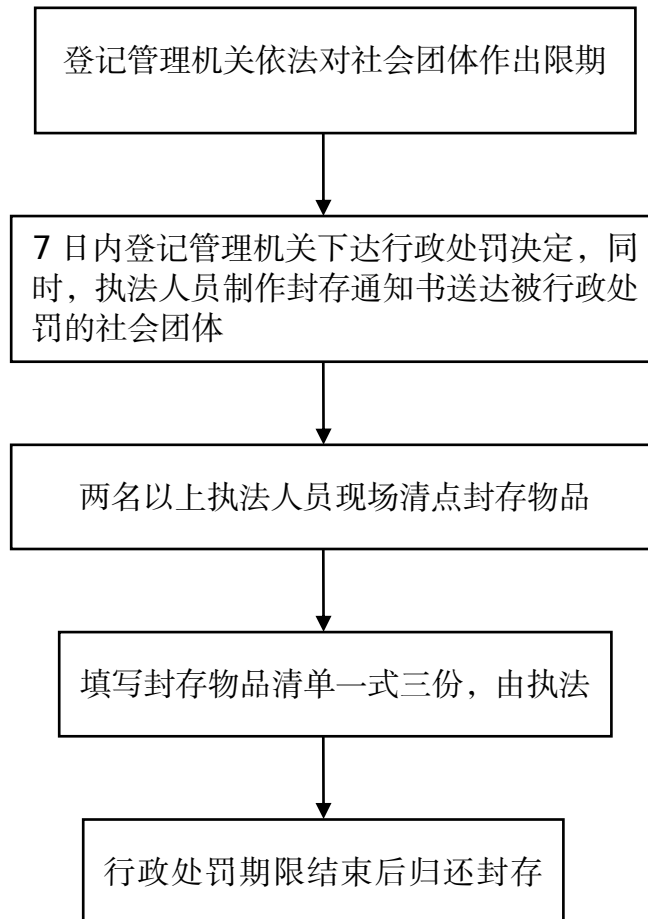 登记管理机关依法对社会团体作出限期
7 日内登记管理机关下达行政处罚决定，同
时，执法人员制作封存通知书送达被行政处
罚的社会团体
两名以上执法人员现场清点封存物品
填写封存物品清单一式三份，由执法
行政处罚期限结束后归还封存